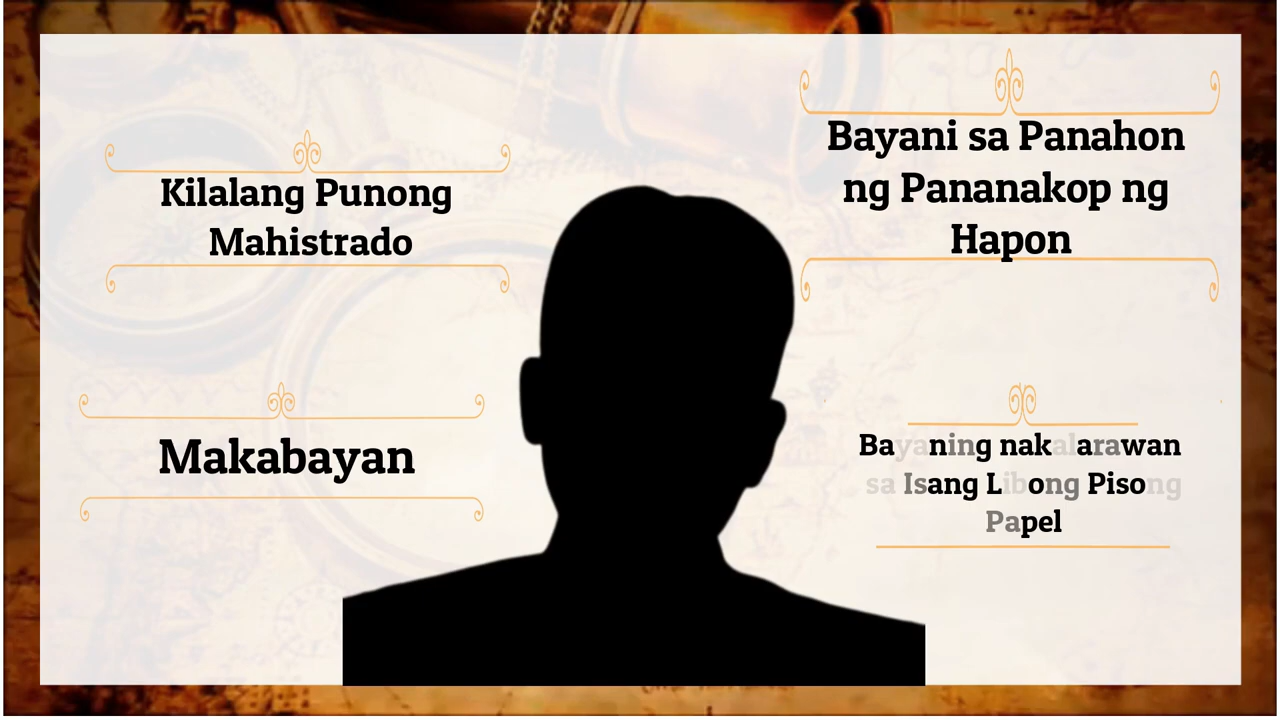 Kilalang Punong
Mahistrado
Bayani sa Panahon
ng Pananakop ng
Hapon
Makabayan
Bayaning nakalarawan
sa Isang Libong Pisong
Papel